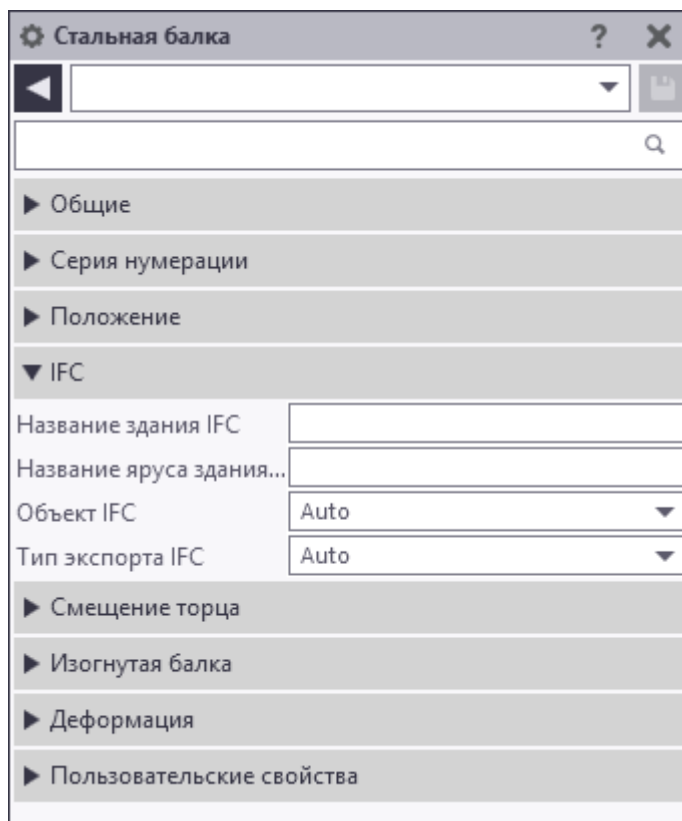 Стальная балка ?
Общие
Серия нумерации
Положение
IFC
Название здания IFC
Название яруса здания...
Объект IFC Auto
Тип экспорта IFC Auto
Смещение торца
Изогнутая балка
Деформация
Пользовательские свойства